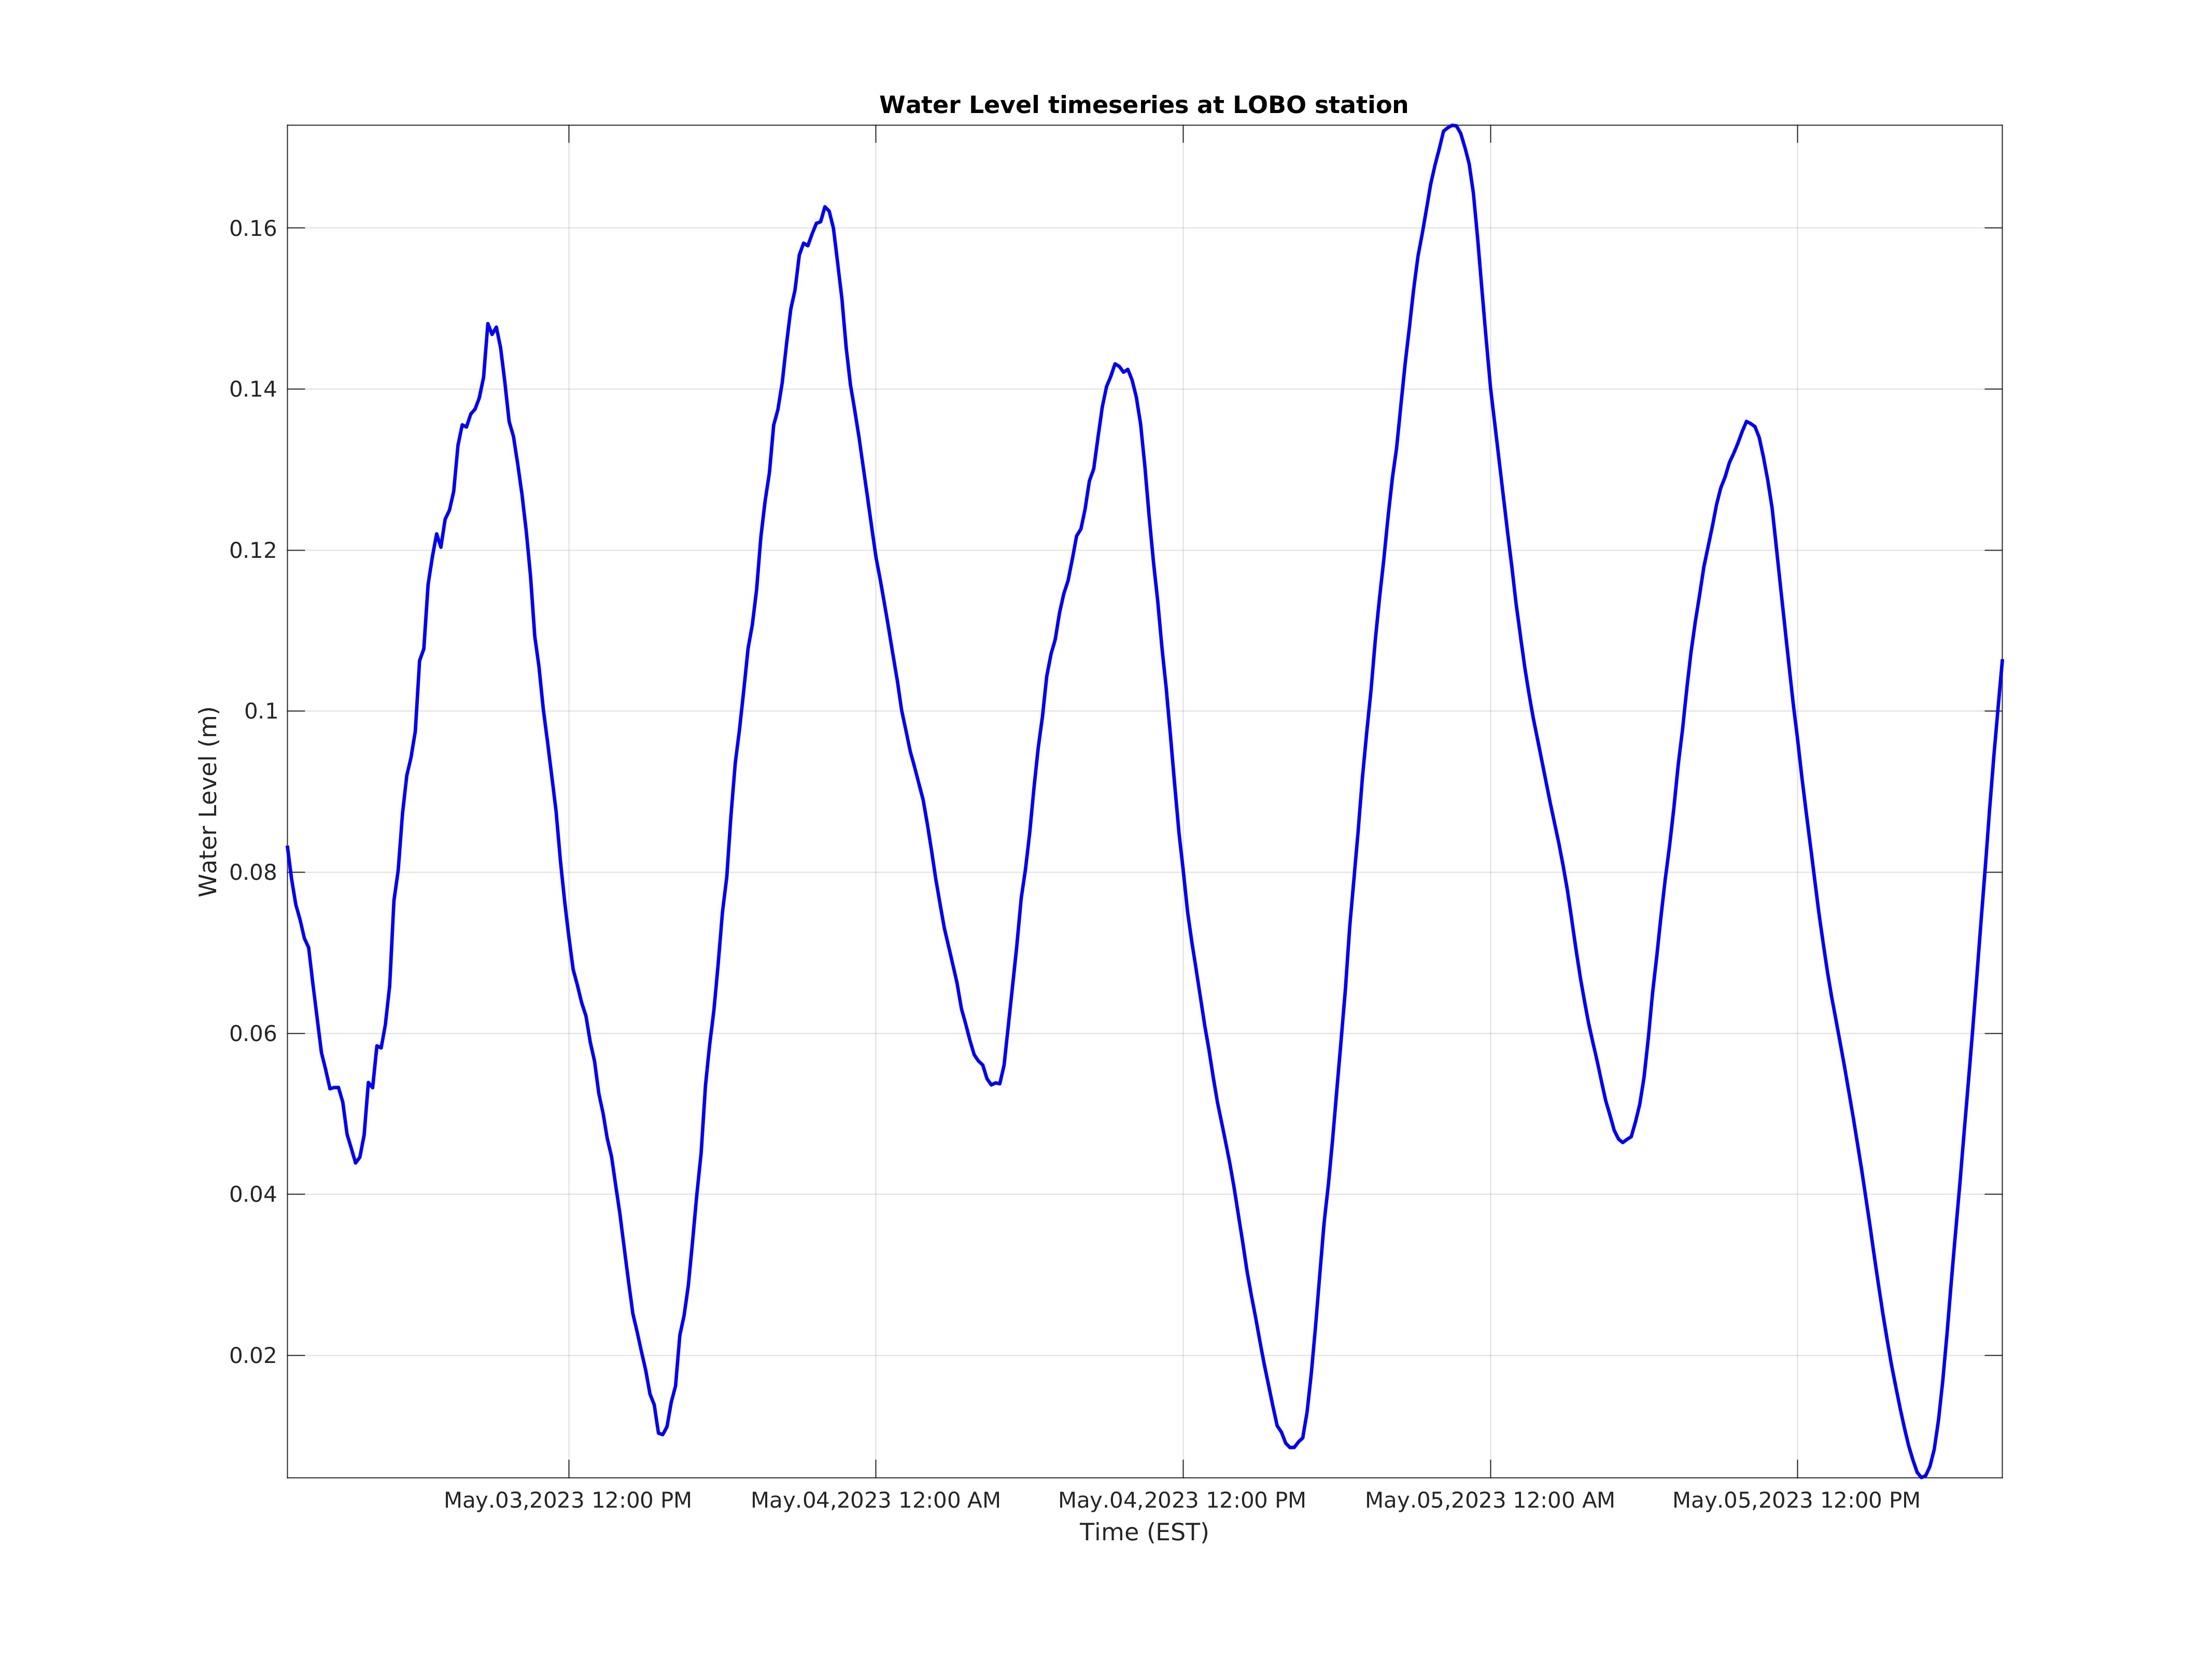 Water Level timeseries at LOBO station
0.16
0.14
0.12
0.1
0.08
0.06
0.04
0.02
Water Level (m)
May.03,2023 12:00 PM
May.04,2023 12:00 AM
May.04,2023 12:00 PM
May.05,2023 12:00 AM
May.05,2023 12:00 PM
Time (EST)